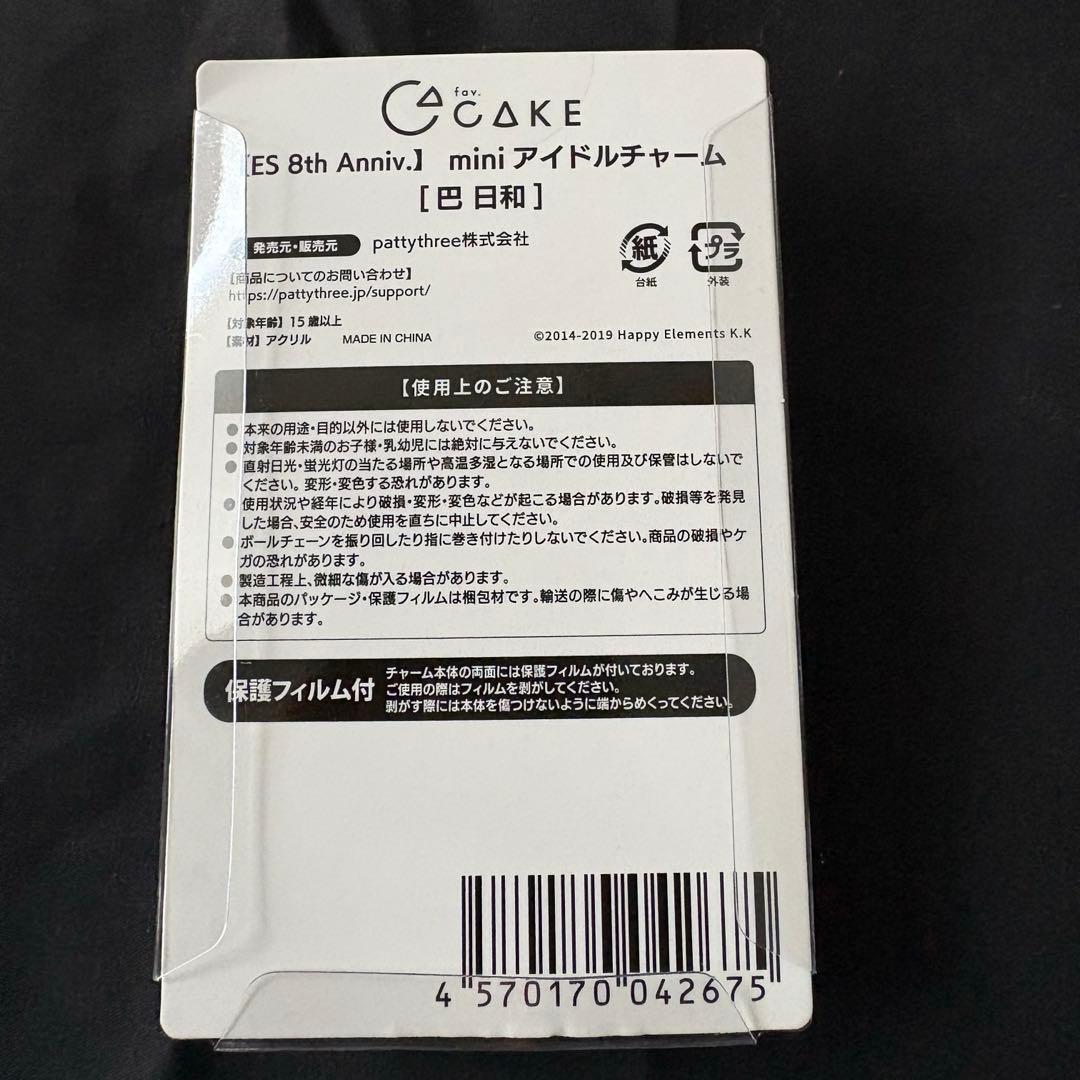 fav.
CAKE
【ES 8th Anniv.】 mini アイドルチャーム
[ 巴 日和 ]
発売元・販売元 pattythree株式会社
【商品についてのお問い合わせ】
https://pattythree.jp/support/
【対象年齢】15歳以上
【素材】アクリル MADE IN CHINA
紙
台紙
プラ
外装
©2014-2019 Happy Elements K.K
【使用上のご注意】
●本来の用途・目的以外には使用しないでください。
●対象年齢未満のお子様・乳幼児には絶対に与えないでください。
●直射日光・蛍光灯の当たる場所や高温多湿となる場所での使用及び保管はしないで
ください。変形・変色する恐れがあります。
●使用状況や経年により破損・変形・変色などが起こる場合があります。破損等を発見
した場合、安全のため使用を直ちに中止してください。
●ボールチェーンを振り回したり指に巻き付けたりしないでください。商品の破損やケ
ガの恐れがあります。
●製造工程上、微細な傷が入る場合があります。
●本商品のパッケージ・保護フィルムは梱包材です。輸送の際に傷やへこみが生じる場
合があります。
保護フィルム付
チャーム本体の両面には保護フィルムが付いております。
ご使用の際はフィルムを剥がしてください。
剥がす際には本体を傷つけないように端からめくってください。
4 570170 042675